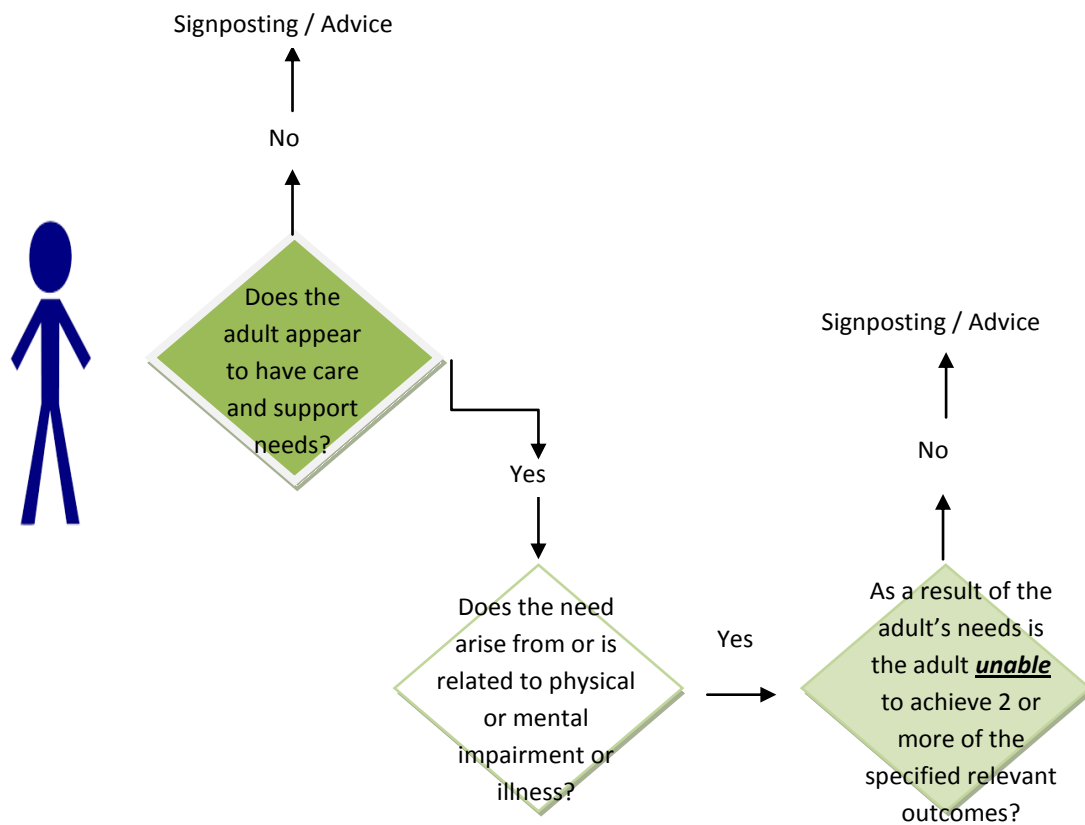 Signposting / Advice
No
Does the
adult appear
to have care
and support
needs?
Yes
Does the need
arise from or is
related to physical
or mental
impairment or
illness?
Yes
Signposting / Advice
No
As a result of the
adult’s needs is
the adult unable
to achieve 2 or
more of the
specified relevant
outcomes?